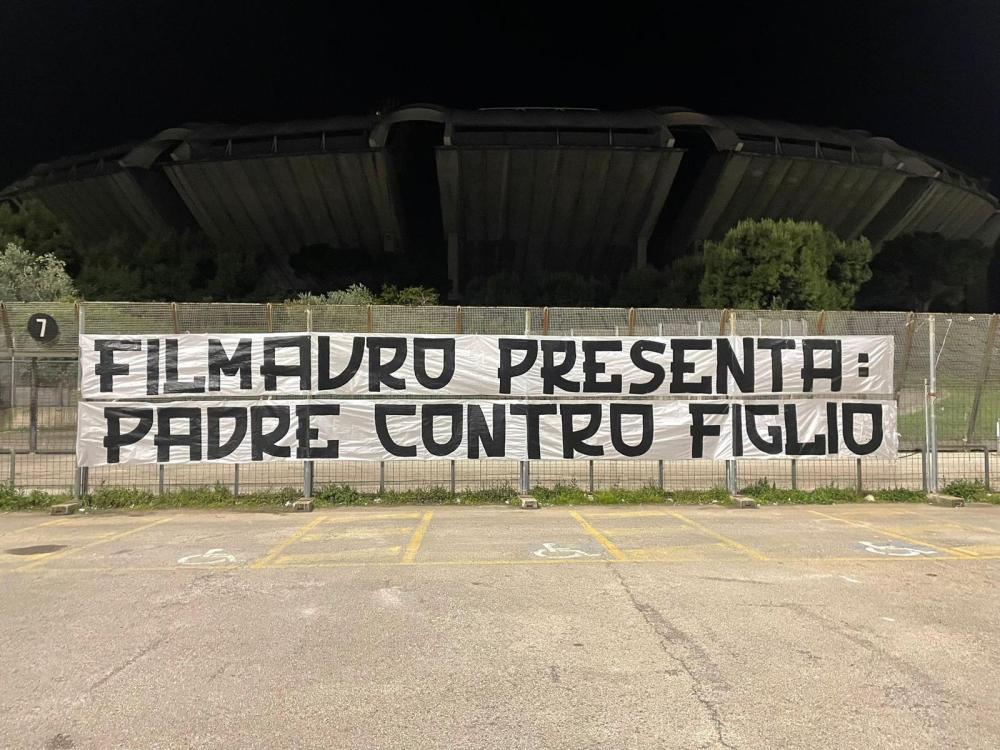 7
FILMAURO PRESENTA:
PADRE CONTRO FIGLIO